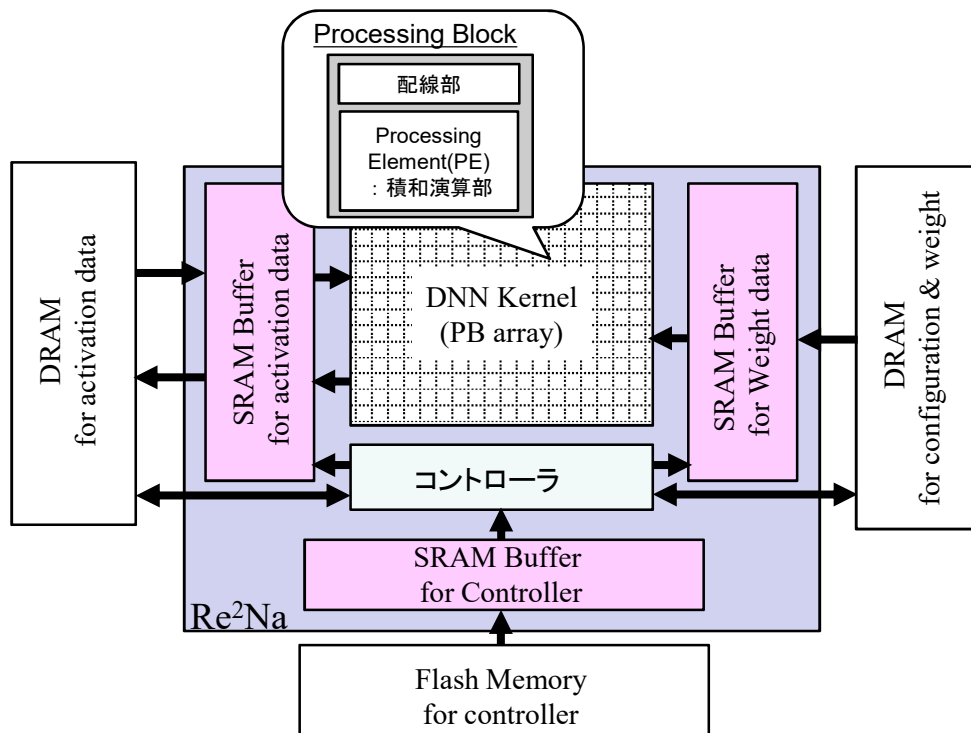 Processing Block
配線部
Processing
Element(PE)
：積和演算部
DRAM
for activation data
SRAM Buffer
for activation data
DNN Kernel
(PB array)
SRAM Buffer
for Weight data
DRAM
for configuration & weight
コントローラ
SRAM Buffer
for Controller
Re²Na
Flash Memory
for controller